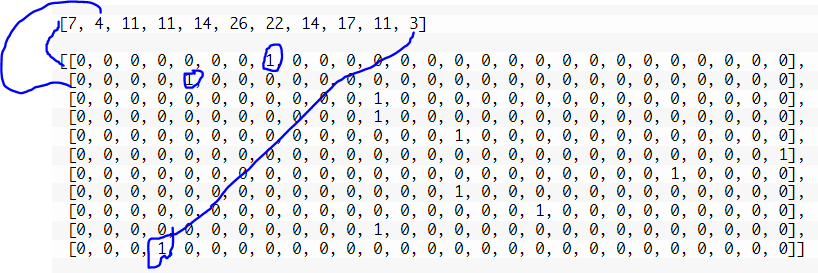 [7, 4, 11, 11, 14, 26, 22, 14, 17, 11, 3]
[[0, 0, 0, 0, 0, 0, 0, 1, 0, 0, 0, 0, 0, 0, 0, 0, 0, 0, 0, 0, 0, 0, 0, 0, 0, 0, 0],
[0, 0, 0, 0, 1, 0, 0, 0, 0, 0, 0, 0, 0, 0, 0, 0, 0, 0, 0, 0, 0, 0, 0, 0, 0, 0, 0],
[0, 0, 0, 0, 0, 0, 0, 0, 0, 0, 0, 1, 0, 0, 0, 0, 0, 0, 0, 0, 0, 0, 0, 0, 0, 0, 0],
[0, 0, 0, 0, 0, 0, 0, 0, 0, 0, 0, 1, 0, 0, 0, 0, 0, 0, 0, 0, 0, 0, 0, 0, 0, 0, 0],
[0, 0, 0, 0, 0, 0, 0, 0, 0, 0, 0, 0, 0, 0, 1, 0, 0, 0, 0, 0, 0, 0, 0, 0, 0, 0, 0],
[0, 0, 0, 0, 0, 0, 0, 0, 0, 0, 0, 0, 0, 0, 0, 0, 0, 0, 0, 0, 0, 0, 0, 0, 0, 0, 1],
[0, 0, 0, 0, 0, 0, 0, 0, 0, 0, 0, 0, 0, 0, 0, 0, 0, 0, 0, 0, 0, 0, 1, 0, 0, 0, 0],
[0, 0, 0, 0, 0, 0, 0, 0, 0, 0, 0, 0, 0, 0, 1, 0, 0, 0, 0, 0, 0, 0, 0, 0, 0, 0, 0],
[0, 0, 0, 0, 0, 0, 0, 0, 0, 0, 0, 0, 0, 0, 0, 0, 0, 1, 0, 0, 0, 0, 0, 0, 0, 0, 0],
[0, 0, 0, 0, 0, 0, 0, 0, 0, 0, 0, 1, 0, 0, 0, 0, 0, 0, 0, 0, 0, 0, 0, 0, 0, 0, 0],
[0, 0, 0, 1, 0, 0, 0, 0, 0, 0, 0, 0, 0, 0, 0, 0, 0, 0, 0, 0, 0, 0, 0, 0, 0, 0, 0]]